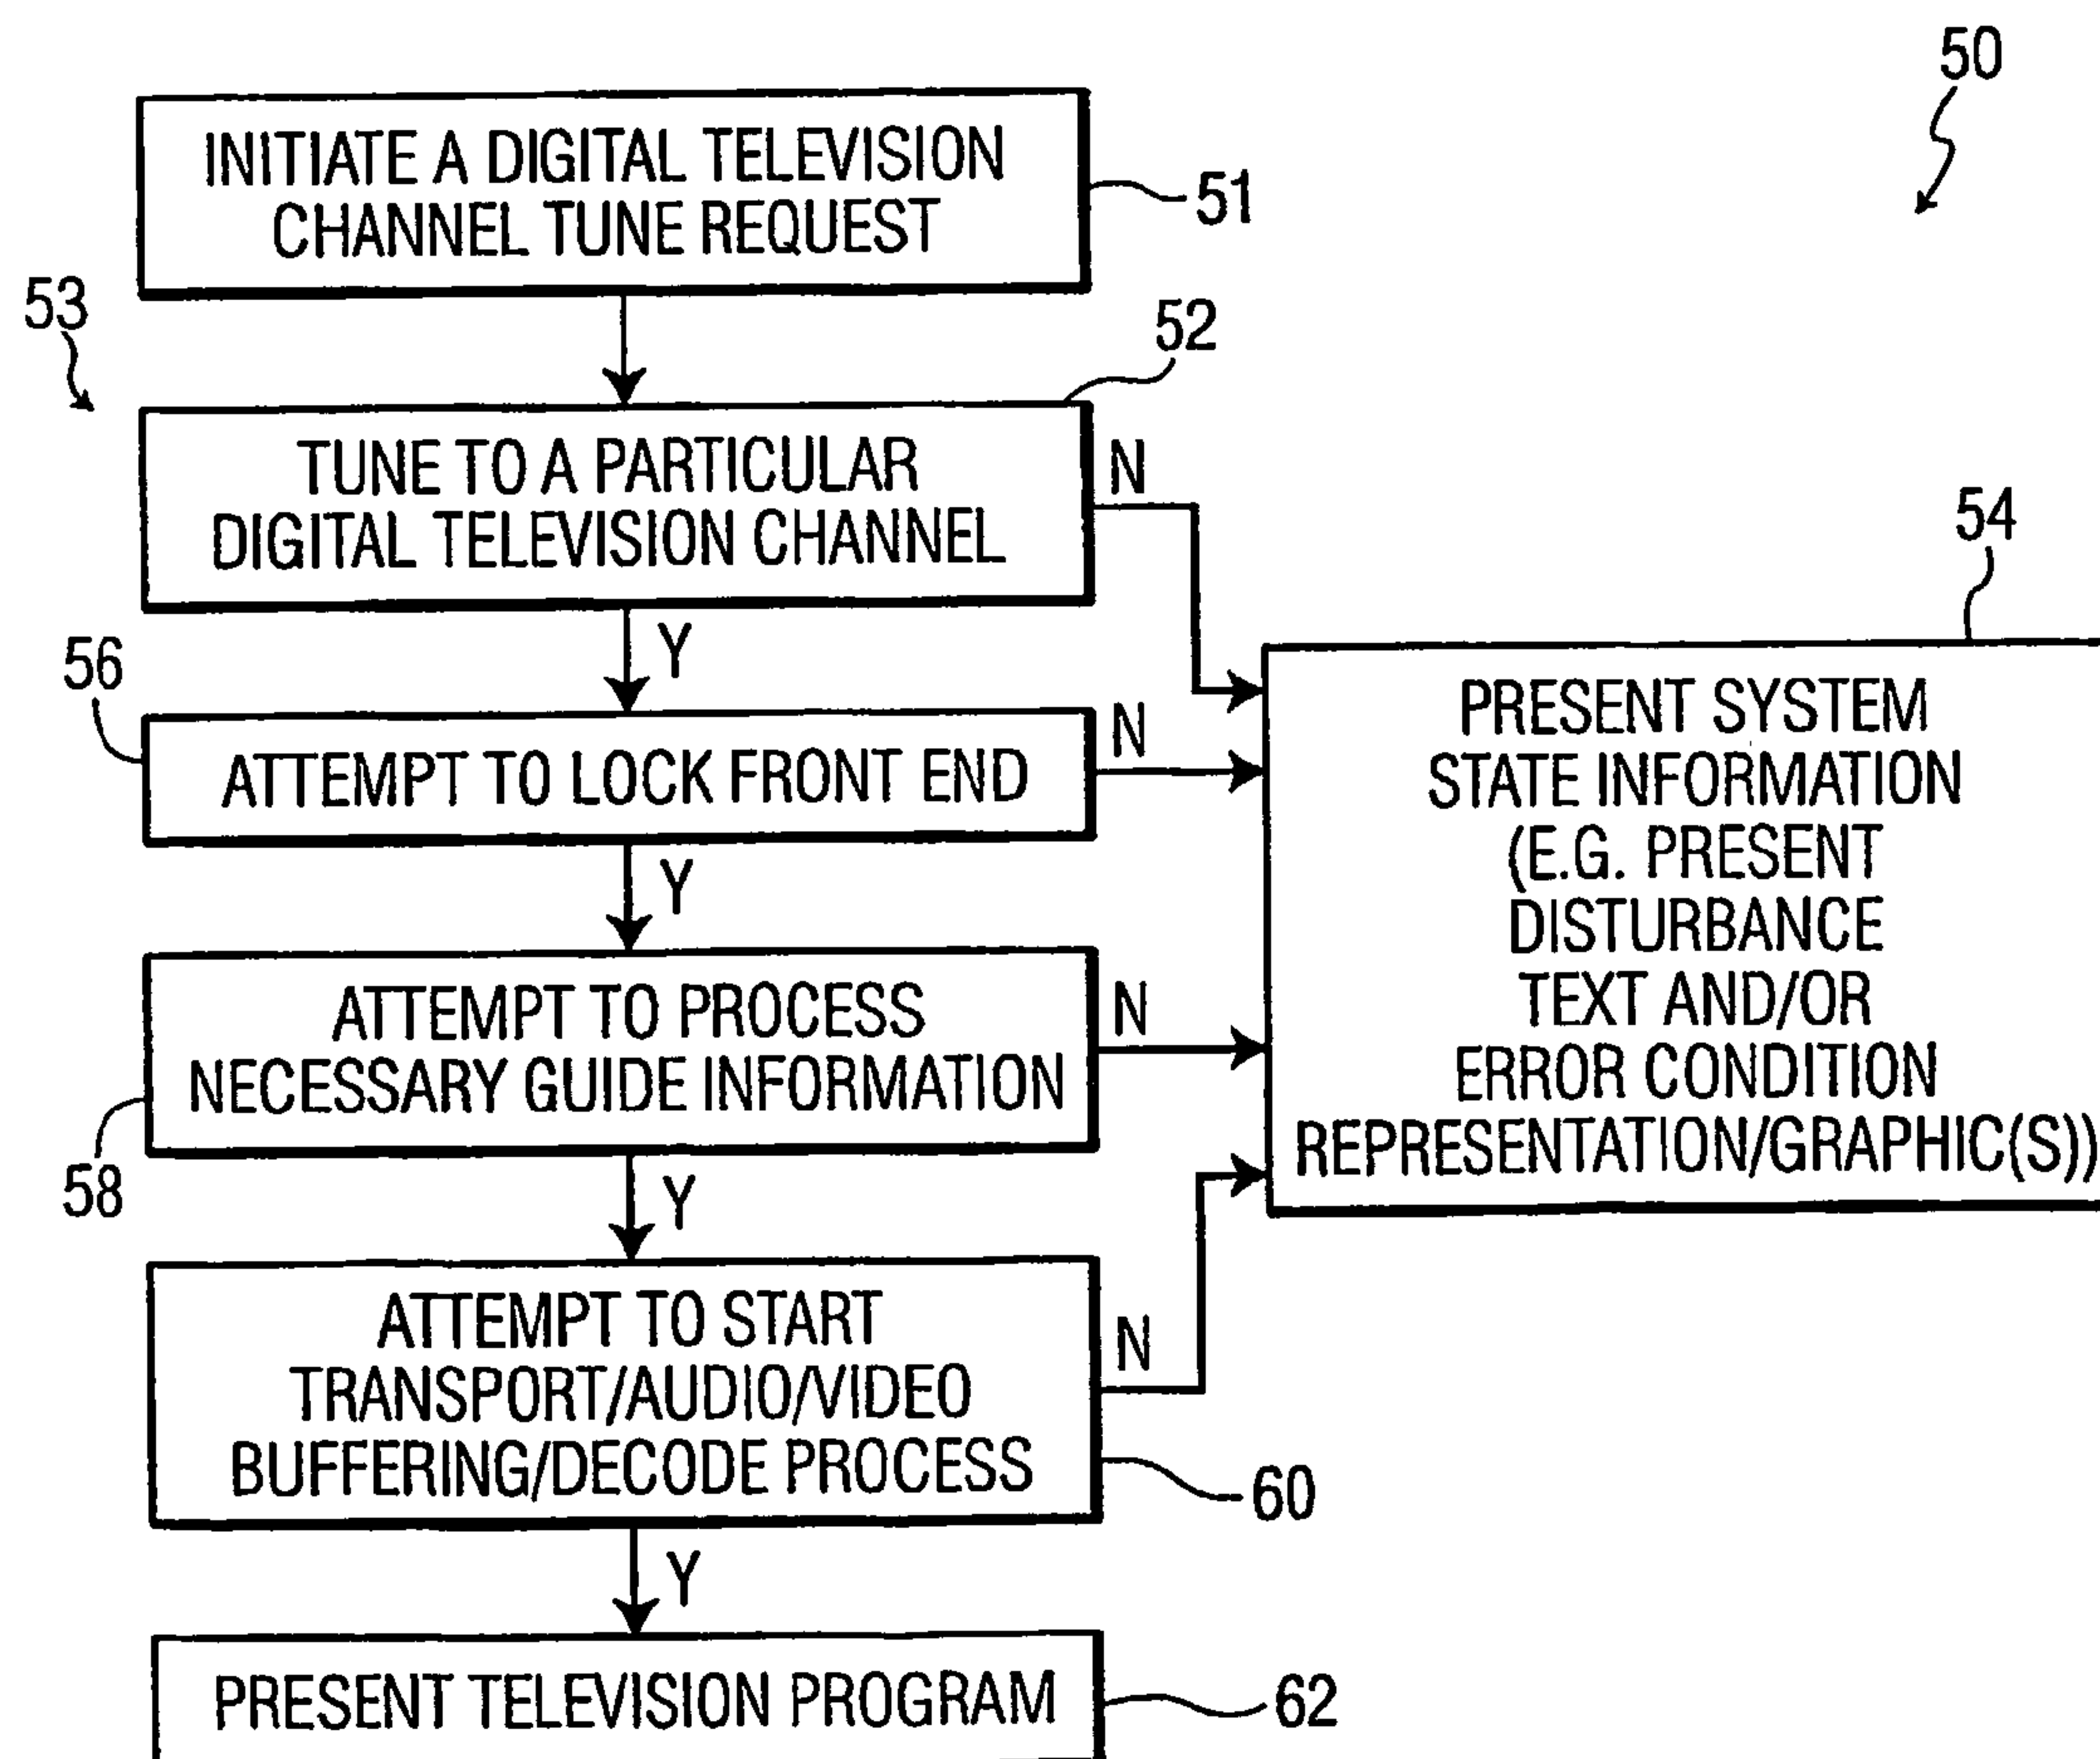 50
INITIATE A DIGITAL TELEVISION
CHANNEL TUNE REQUEST
51
53
52
TUNE TO A PARTICULAR
DIGITAL TELEVISION CHANNEL
N
54
Y
56
ATTEMPT TO LOCK FRONT END
N
PRESENT SYSTEM
STATE INFORMATION
(E.G. PRESENT
DISTURBANCE
TEXT AND/OR
ERROR CONDITION
REPRESENTATION/GRAPHIC(S))
Y
ATTEMPT TO PROCESS
NECESSARY GUIDE INFORMATION
N
58
Y
ATTEMPT TO START
TRANSPORT/AUDIO/VIDEO
BUFFERING/DECODE PROCESS
N
60
Y
PRESENT TELEVISION PROGRAM
62